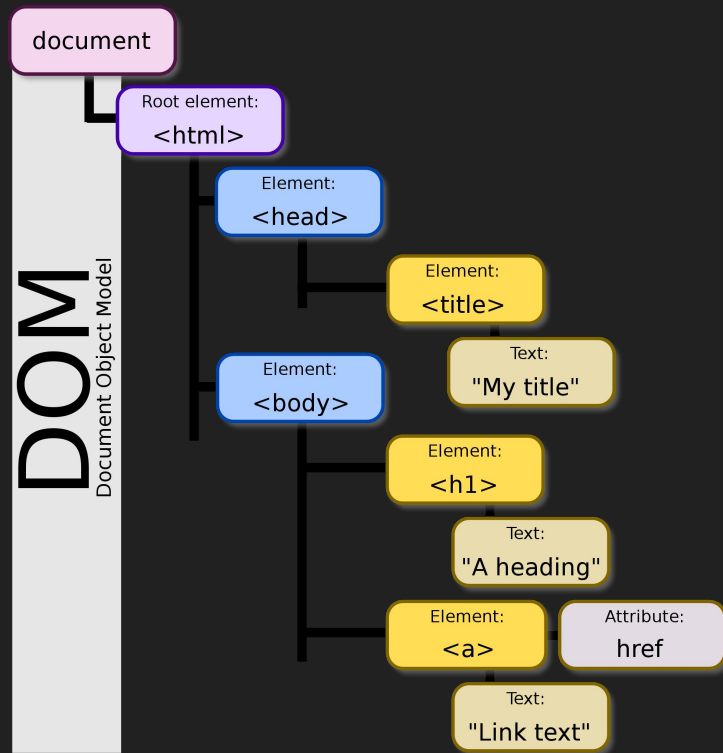 document
Root element:
<html>
Element:
<head>
Element:
<title>
Text:
"My title"
Element:
<body>
Element:
<h1>
Text:
"A heading"
Element:
<a>
Attribute:
href
Text:
"Link text"
DOM
Document Object Model